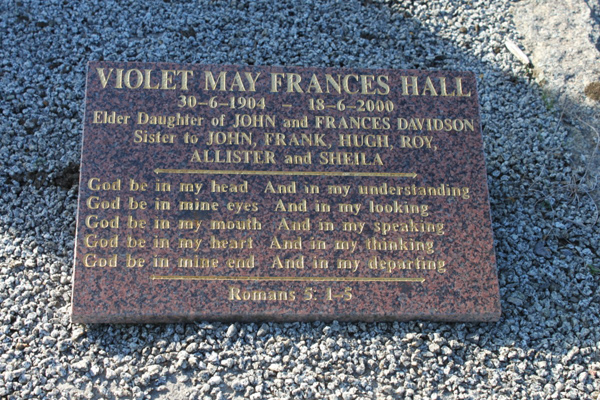 VIOLET MAY FRANCES HALL
30-6-1904 - 18-6-2000
Elder Daughter of JOHN and FRANCES DAVIDSON
Sister to JOHN, FRANK, HUGH, ROY,
ALLISTER and SHEILA
God be in my head And in my understanding
God be in mine eyes And in my looking
God be in my mouth And in my speaking
God be in my heart And in my thinking
God be in mine end And in my departing
Romans 5: 1-5